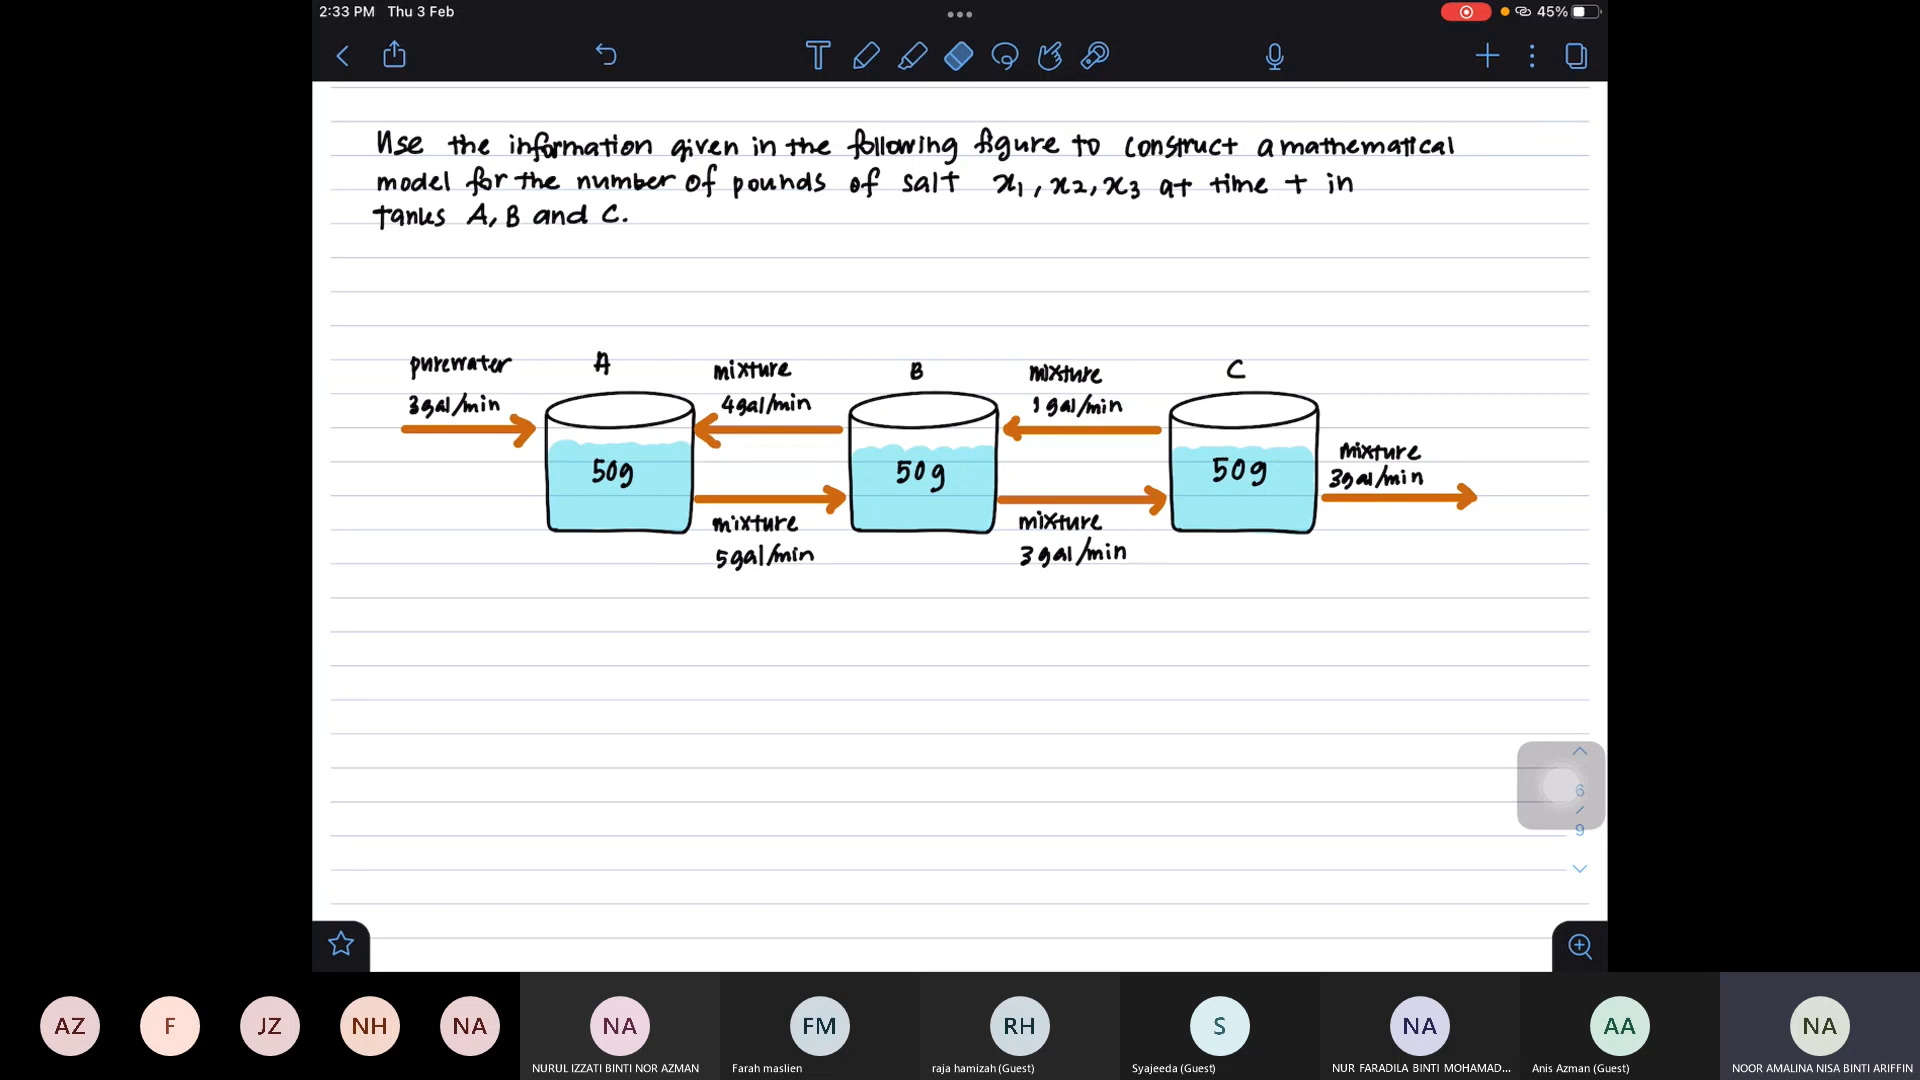 2:33 PM Thu 3 Feb
45%
Use the information given in the following figure to construct a mathematical
model for the number of pounds of salt x1, x2, x3 at time t in
tanks A, B and C.
pure water
3gal/min
A
mixture
4gal/min
B
mixture
1gal/min
C
50g
50g
50g
mixture
3gal/min
mixture
5gal/min
mixture
3gal/min
6
/
9
AZ
F
JZ
NH
NA
NA
FM
RH
S
NA
AA
NA
NURUL IZZATI BINTI NOR AZMAN
Farah maslien
raja hamizah (Guest)
Syajeeda (Guest)
NUR FARADILA BINTI MOHAMAD...
Anis Azman (Guest)
NOOR AMALINA NISA BINTI ARIFFIN